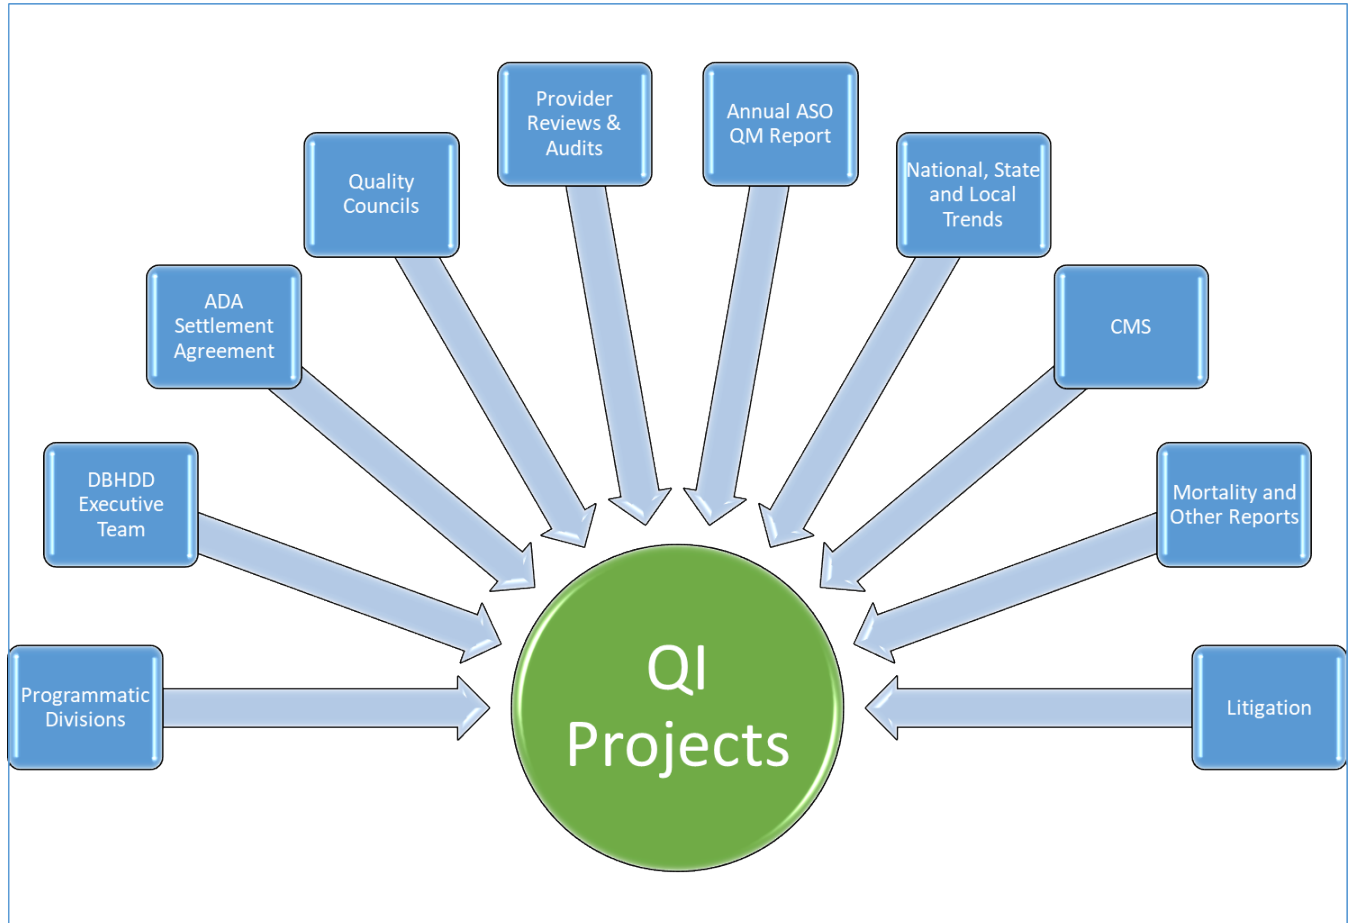 Programmatic
Divisions
DBHDD
Executive
Team
ADA
Settlement
Agreement
Quality
Councils
Provider
Reviews &
Audits
Annual ASO
QM Report
National, State
and Local
Trends
CMS
Mortality and
Other Reports
Litigation
QI
Projects